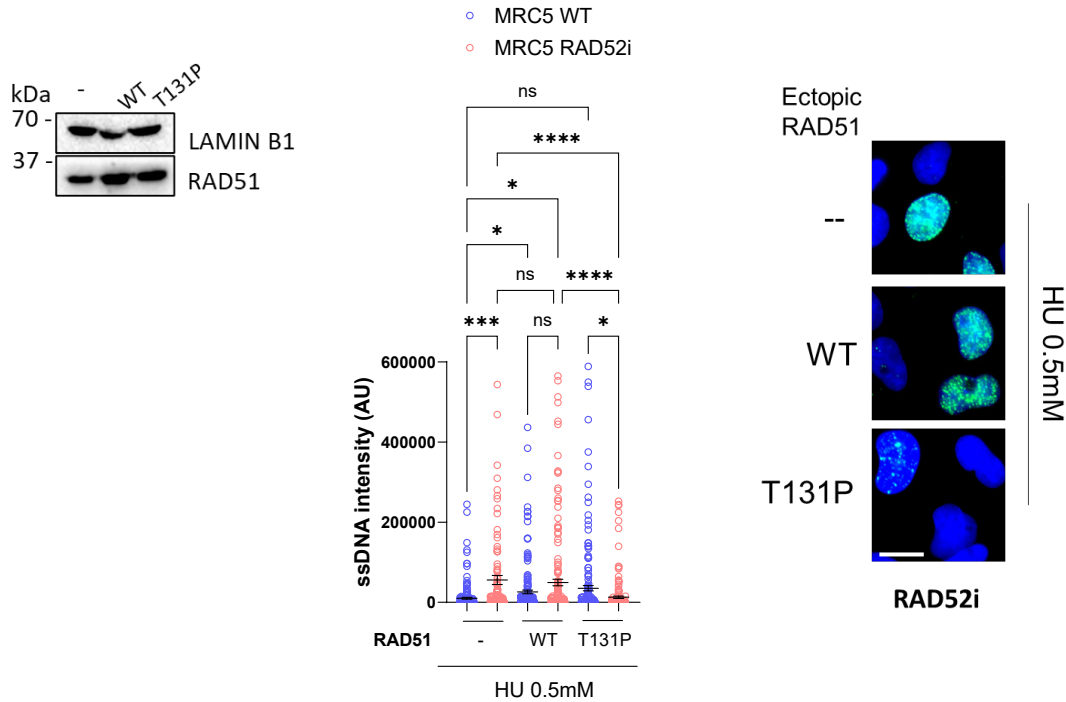 MRC5 WT
MRC5 RAD52i
kDa
- WT T131P
70 -
LAMIN B1
37 -
RAD51
ns
****
*
*
ns ****
*** ns *
ssDNA intensity (AU)
600000
400000
200000
0
RAD51 - WT T131P
HU 0.5mM
Ectopic
RAD51
--
WT
T131P
HU 0.5mM
RAD52i